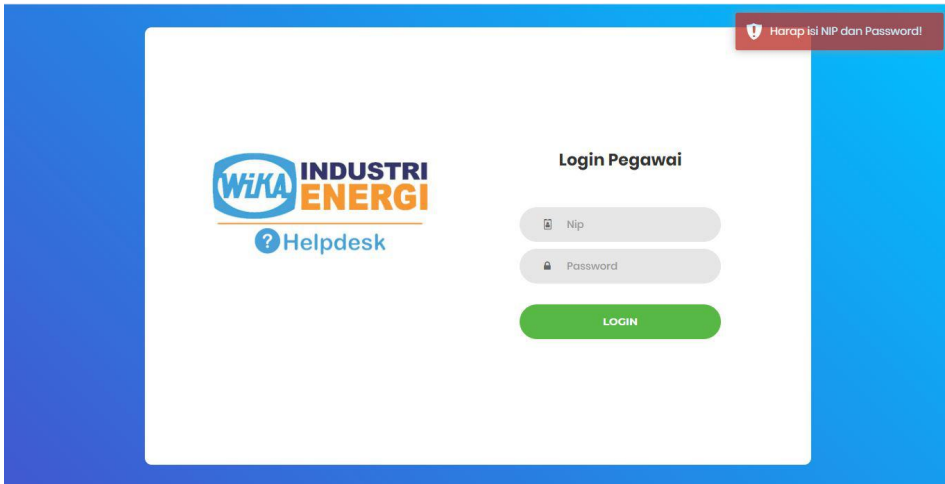 Harap isi NIP dan Password!
WiKA
INDUSTRI
ENERGI
? Helpdesk
Login Pegawai
Nip
Password
LOGIN